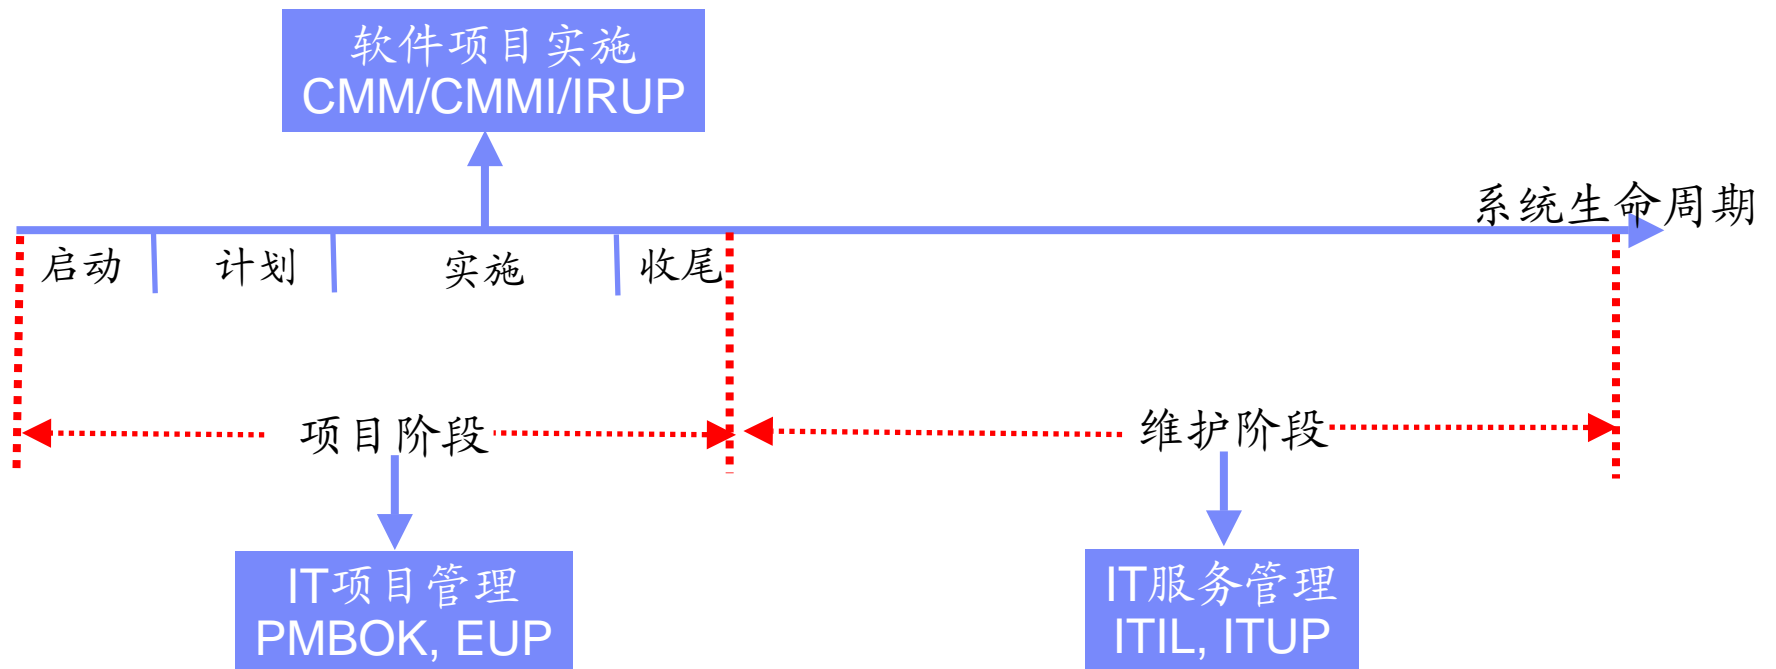 软件项目实施
CMM/CMMI/IRUP
系统生命周期
启动
计划
实施
收尾
项目阶段
维护阶段
IT项目管理
PMBOK, EUP
IT服务管理
ITIL, ITUP